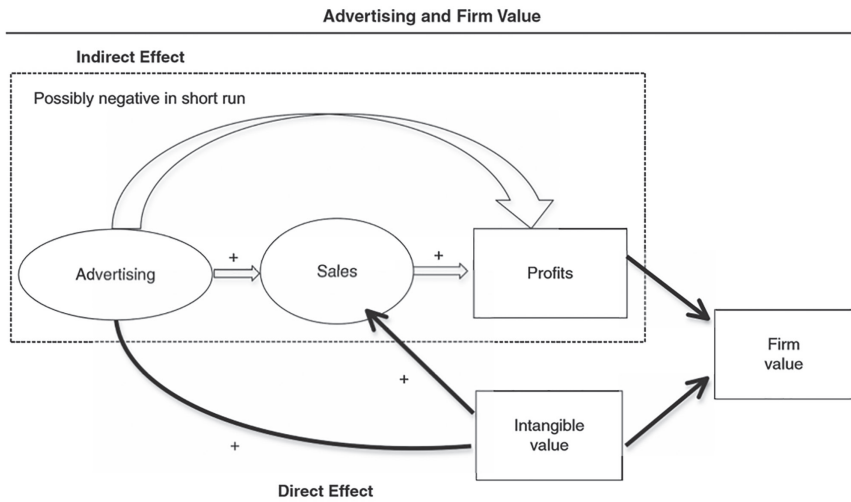 Advertising and Firm Value
Indirect Effect
Possibly negative in short run
+
+
Advertising
Sales
Profits
Firm
value
+
Intangible
value
+
Direct Effect